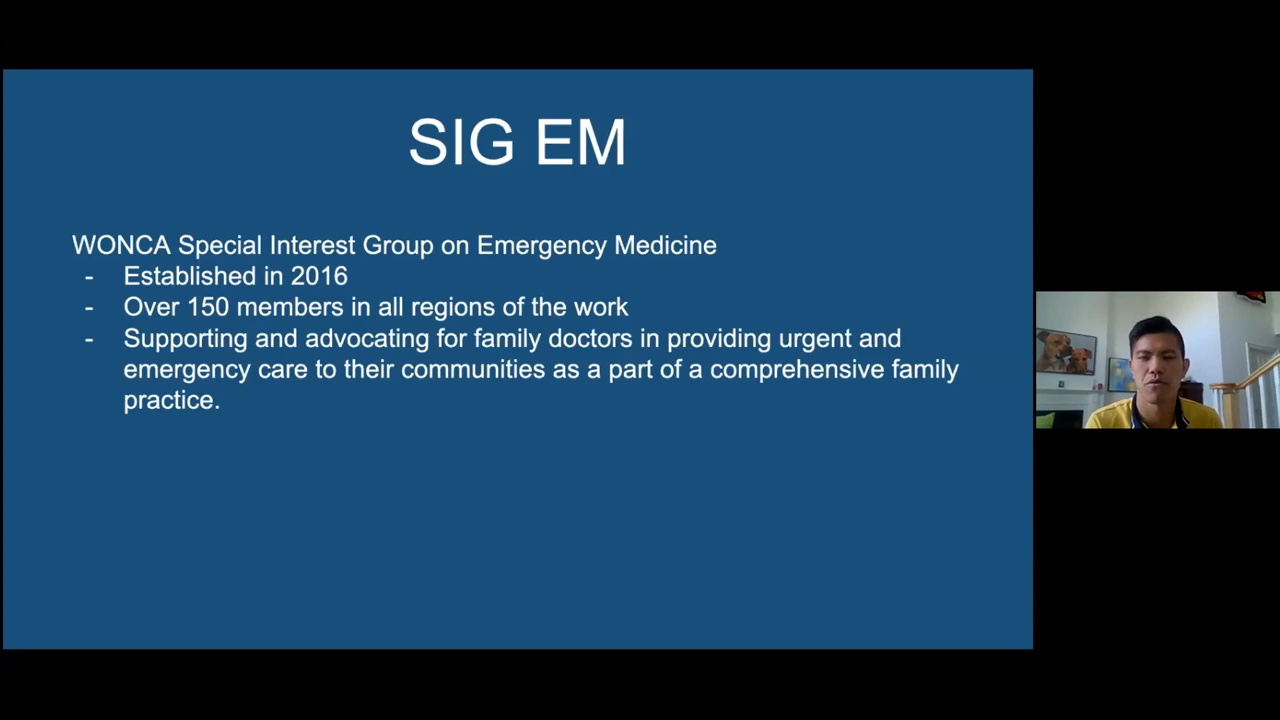 SIG EM
WONCA Special Interest Group on Emergency Medicine
- Established in 2016
- Over 150 members in all regions of the work
- Supporting and advocating for family doctors in providing urgent and
emergency care to their communities as a part of a comprehensive family
practice.